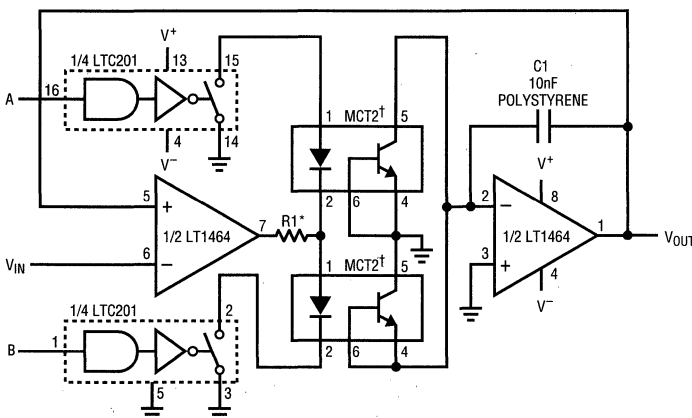 V+
1/4 LTC201
13
15
A
16
4
14
V−
MCT2†
1
5
2
6
4
C1
10nF
POLYSTYRENE
V+
5
+
1/2 LT1464
7
R1*
6
−
VIN
2
−
8
1/2 LT1464
1
VOUT
3
+
4
V−
MCT2†
1
5
2
6
4
1/4 LTC201
2
B
1
5
3